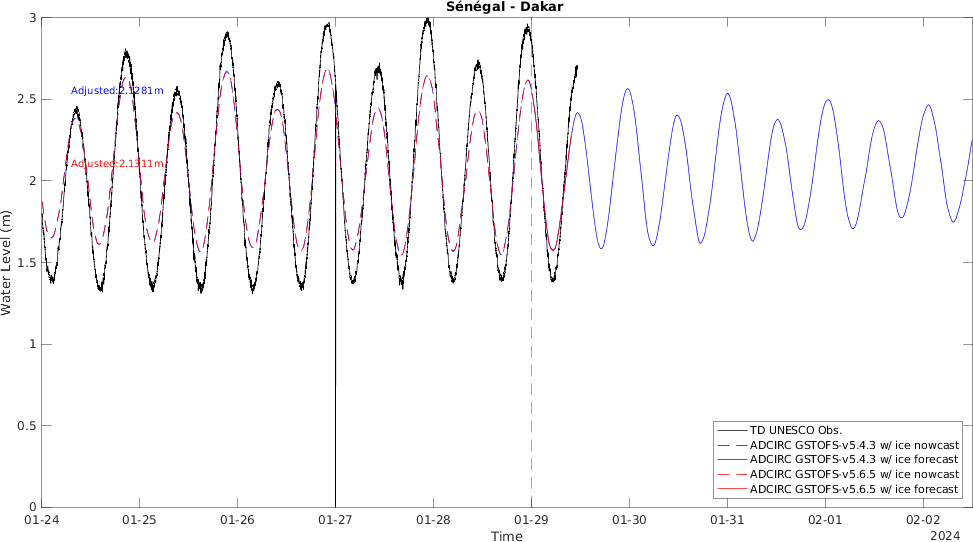 Sénégal - Dakar
3
2.5
2
1.5
1
0.5
0
Water Level (m)
Adjusted:2.1281m
Adjusted:2.1311m
TD UNESCO Obs.
ADCIRC GSTOFS-v5.4.3 w/ ice nowcast
ADCIRC GSTOFS-v5.4.3 w/ ice forecast
ADCIRC GSTOFS-v5.6.5 w/ ice nowcast
ADCIRC GSTOFS-v5.6.5 w/ ice forecast
01-24 01-25 01-26 01-27 01-28 01-29 01-30 01-31 02-01 02-02
Time
2024